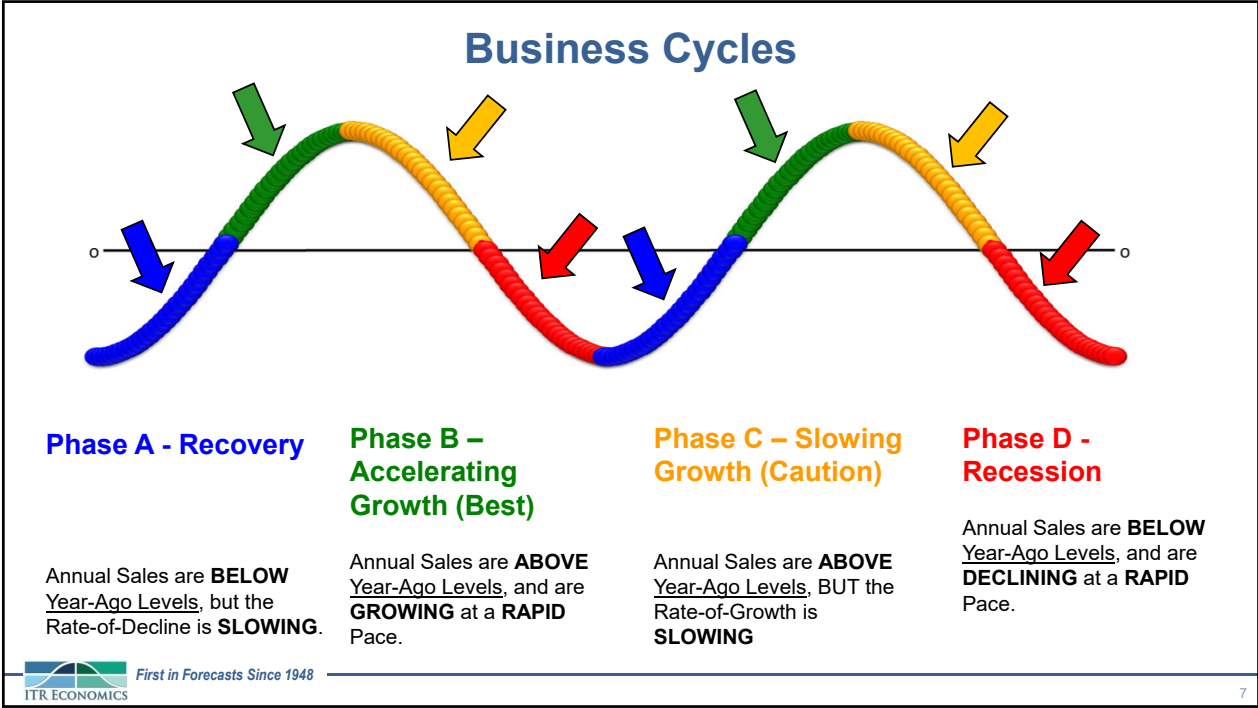 Business Cycles
o
o
Phase A - Recovery
Annual Sales are BELOW
Year-Ago Levels, but the
Rate-of-Decline is SLOWING.
Phase B –
Accelerating
Growth (Best)
Annual Sales are ABOVE
Year-Ago Levels, and are
GROWING at a RAPID
Pace.
Phase C – Slowing
Growth (Caution)
Annual Sales are ABOVE
Year-Ago Levels, BUT the
Rate-of-Growth is
SLOWING
Phase D -
Recession
Annual Sales are BELOW
Year-Ago Levels, and are
DECLINING at a RAPID
Pace.
ITR ECONOMICS
First in Forecasts Since 1948
7